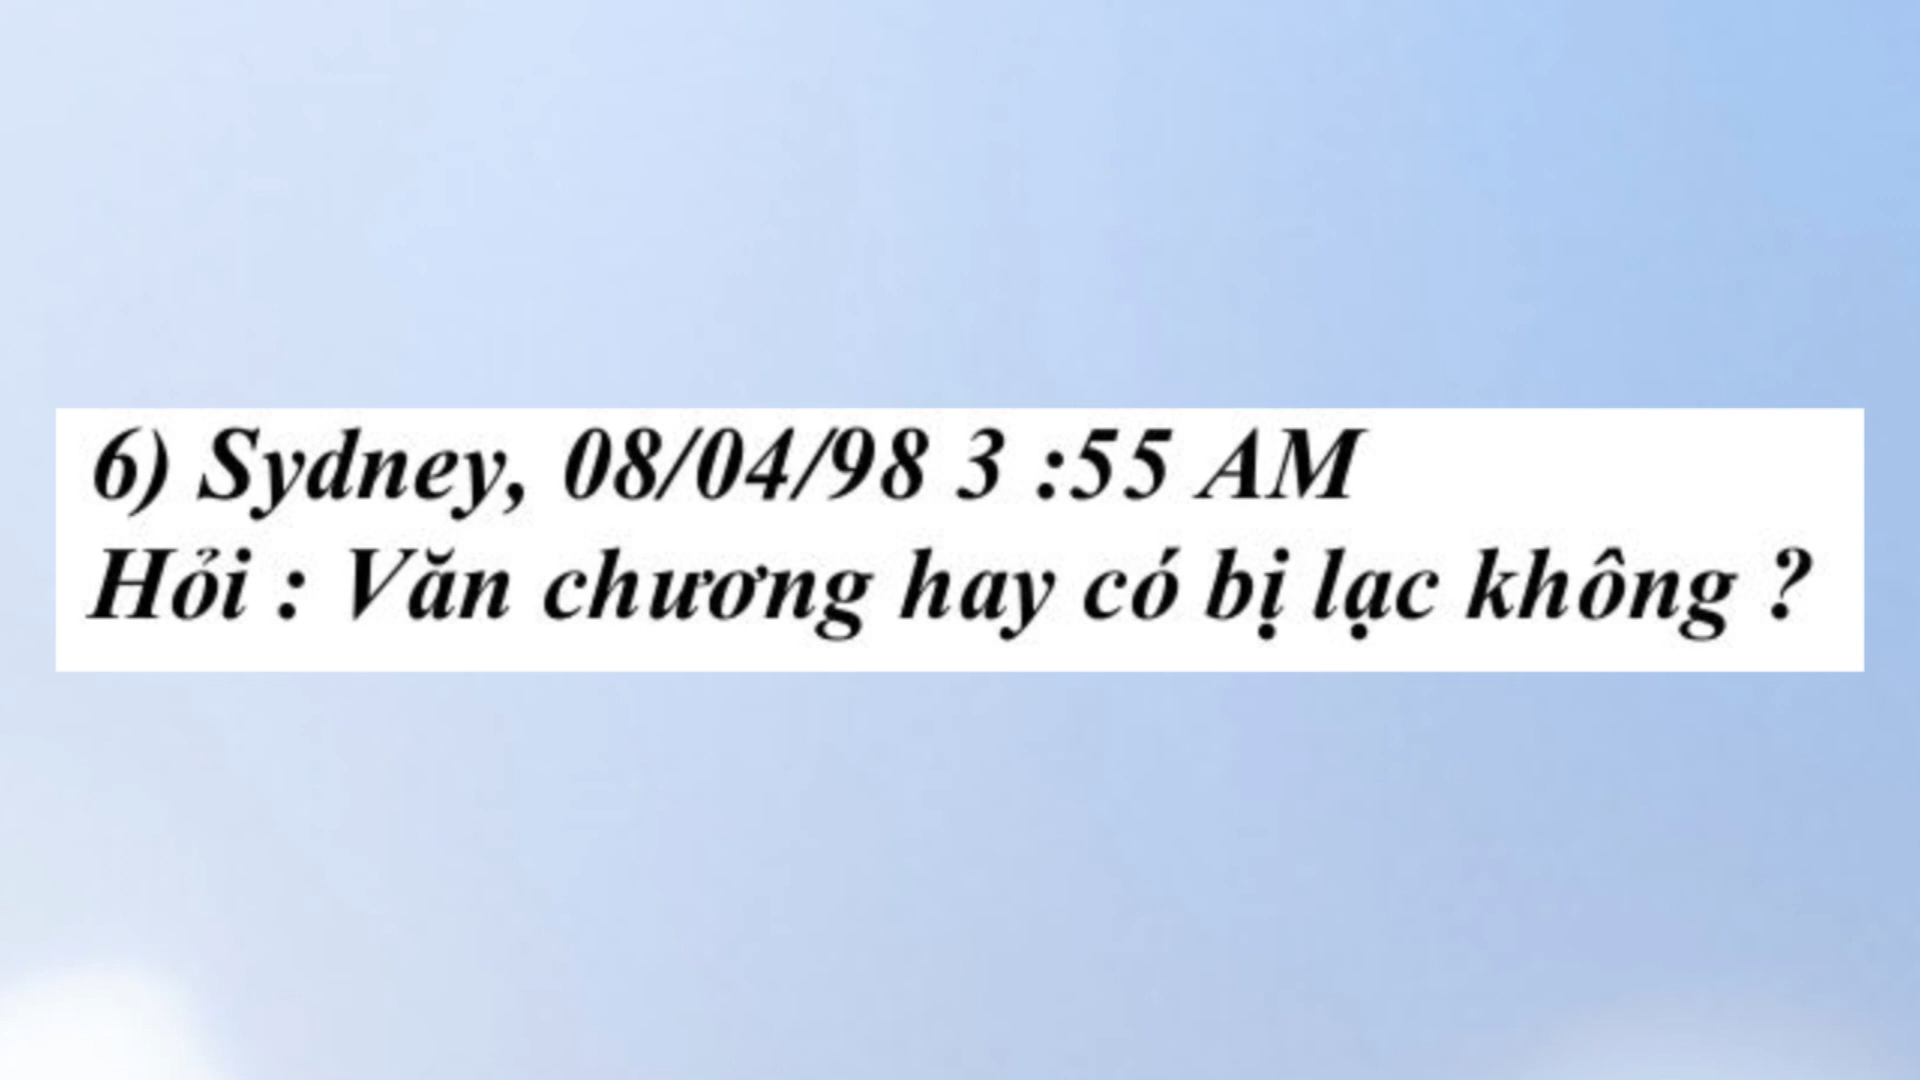 6) Sydney, 08/04/98 3 :55 AM
Hỏi : Văn chương hay có bị lạc không ?